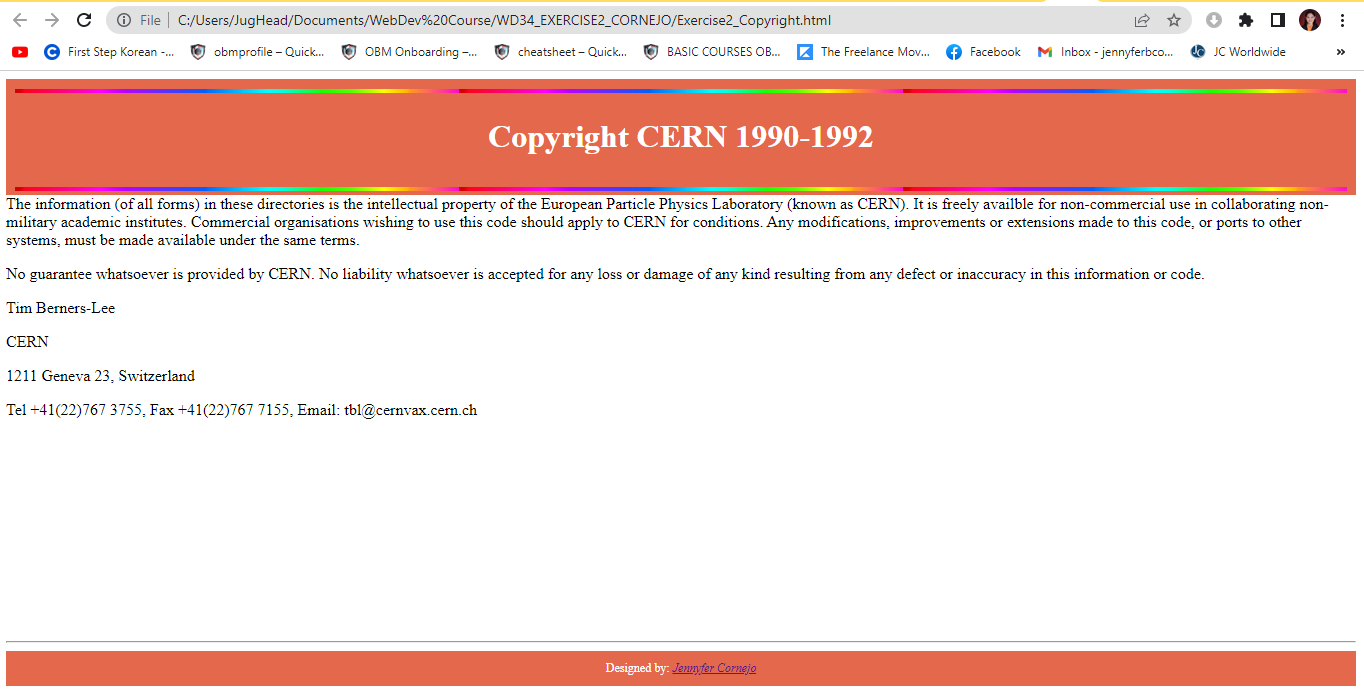 File | C:/Users/JugHead/Documents/WebDev%20Course/WD34_EXERCISE2_CORNEJO/Exercise2_Copyright.html
First Step Korean -... obmprofile – Quick... OBM Onboarding –... cheatsheet – Quick... BASIC COURSES OB... The Freelance Mov... Facebook Inbox - jennyferbco... JC Worldwide »
Copyright CERN 1990-1992
The information (of all forms) in these directories is the intellectual property of the European Particle Physics Laboratory (known as CERN). It is freely availble for non-commercial use in collaborating non-
military academic institutes. Commercial organisations wishing to use this code should apply to CERN for conditions. Any modifications, improvements or extensions made to this code, or ports to other
systems, must be made available under the same terms.
No guarantee whatsoever is provided by CERN. No liability whatsoever is accepted for any loss or damage of any kind resulting from any defect or inaccuracy in this information or code.
Tim Berners-Lee
CERN
1211 Geneva 23, Switzerland
Tel +41(22)767 3755, Fax +41(22)767 7155, Email: tbl@cernvax.cern.ch
Designed by: Jennyfer Cornejo